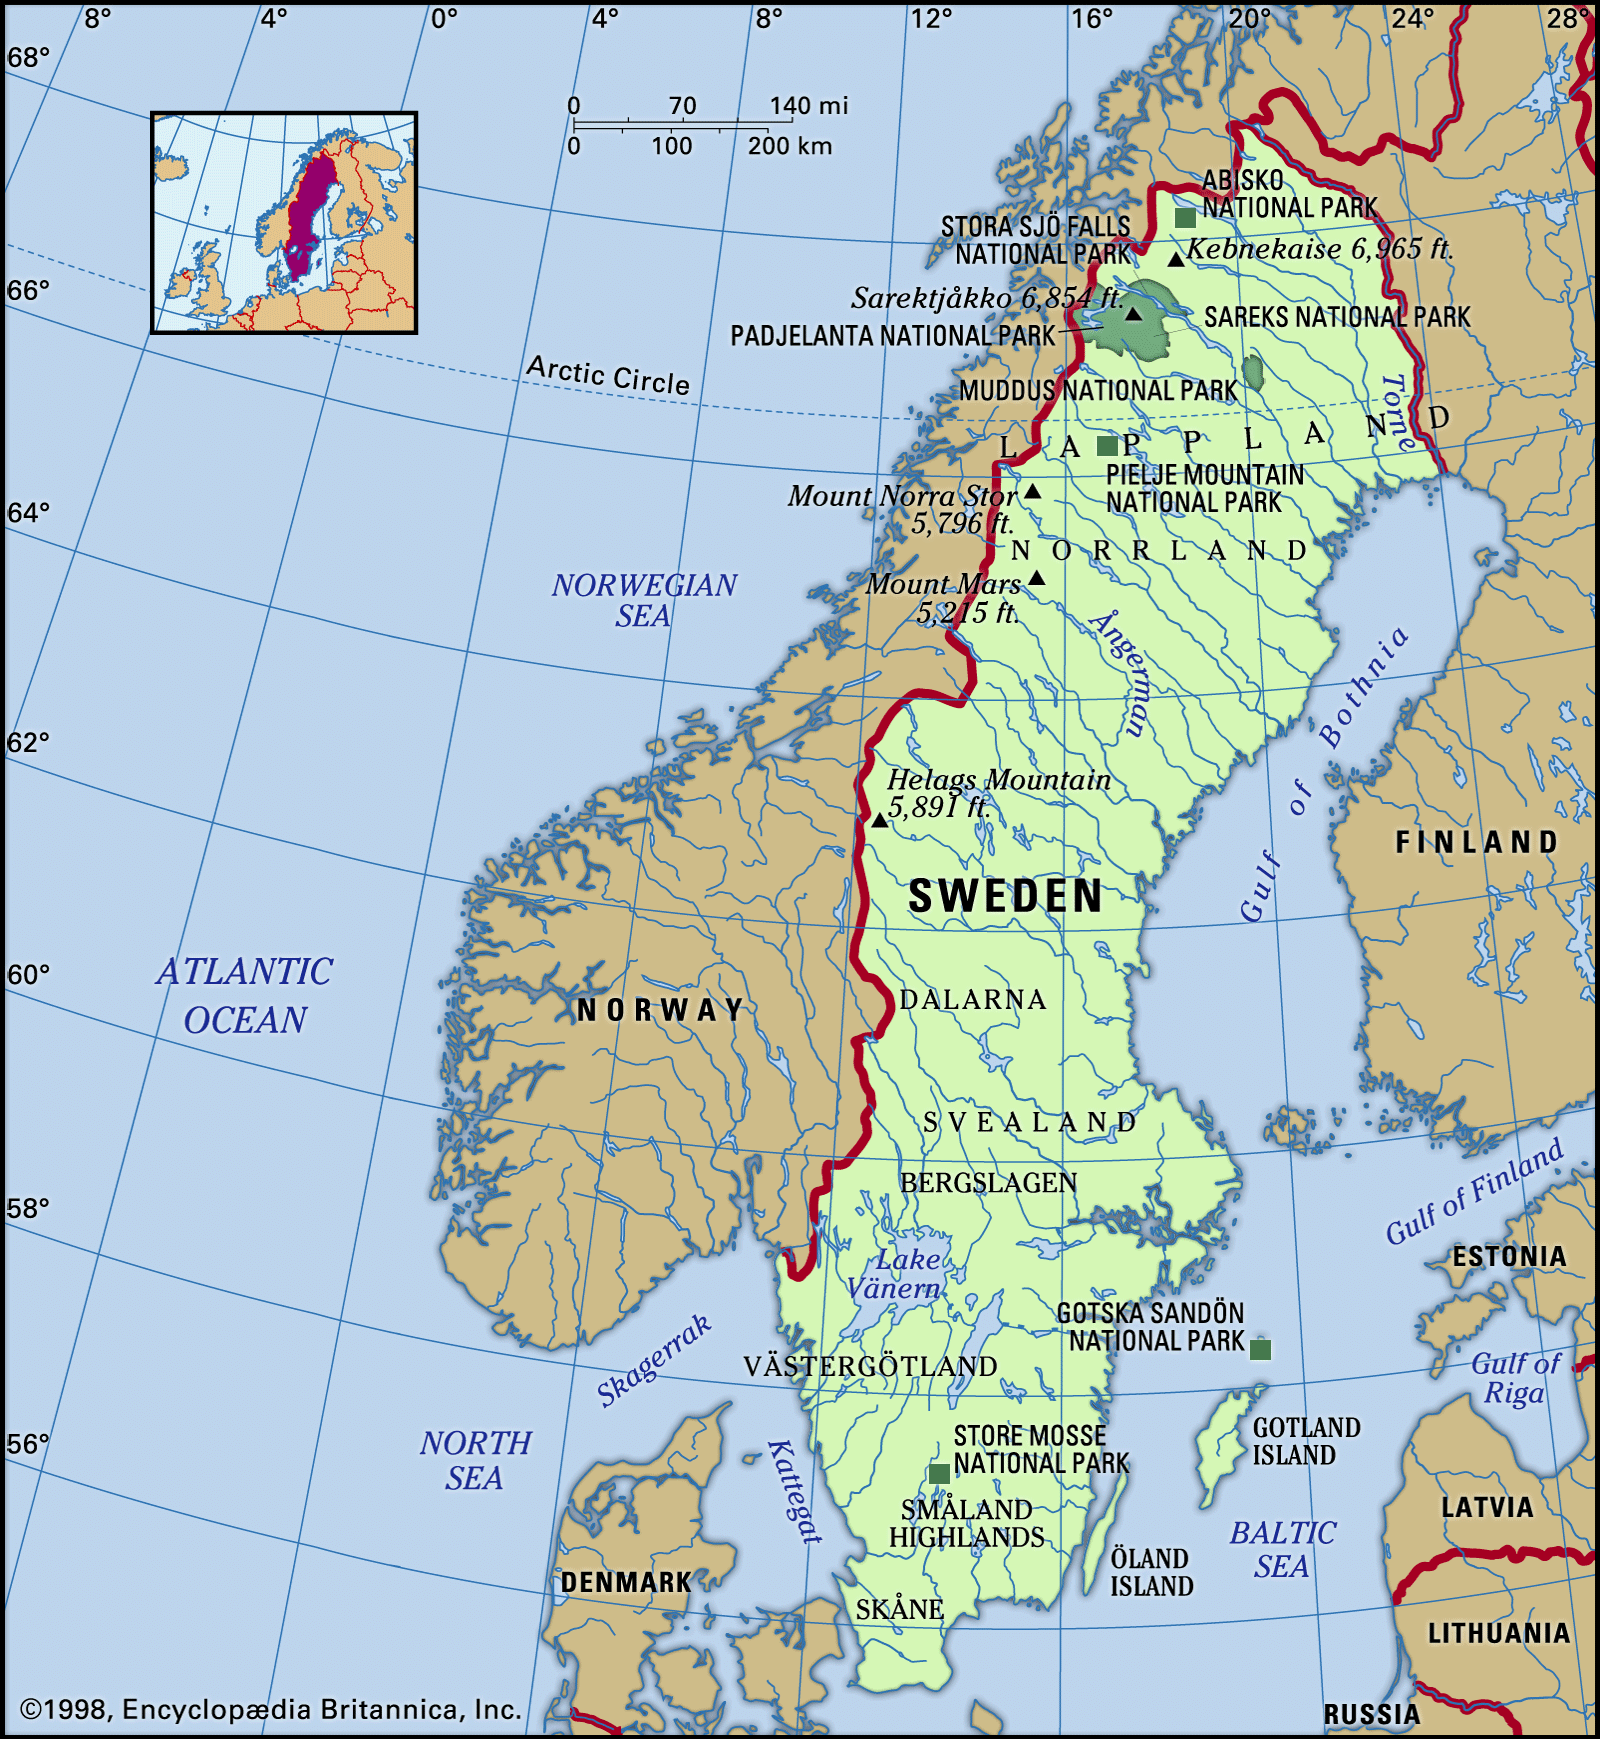 8°
4°
0°
4°
8°
12°
16°
20°
24°
28°
68°
66°
64°
62°
60°
58°
56°
0 70 140 mi
0 100 200 km
ABISKO
NATIONAL PARK
STORA SJÖ FALLS
NATIONAL PARK
Kebnekaise 6,965 ft.
Sarektjåkko 6,854 ft.
SAREKS NATIONAL PARK
PADJELANTA NATIONAL PARK
Arctic Circle
MUDDUS NATIONAL PARK
Torne
LAPPLAND
PIELJE MOUNTAIN
NATIONAL PARK
Mount Norra Stor
5,796 ft.
NORRLAND
NORWEGIAN
SEA
Mount Mars
5,215 ft.
Ångerman
Gulf of Bothnia
Helags Mountain
5,891 ft.
FINLAND
SWEDEN
ATLANTIC
OCEAN
NORWAY
DALARNA
SVEALAND
BERGSLAGEN
Gulf of Finland
ESTONIA
Lake
Vänern
GOTSKA SANDÖN
NATIONAL PARK
Skagerrak
VÄSTERGÖTLAND
Gulf of
Riga
NORTH
SEA
Kattegat
STORE MOSSE
NATIONAL PARK
GOTLAND
ISLAND
SMÅLAND
HIGHLANDS
LATVIA
BALTIC
SEA
ÖLAND
ISLAND
DENMARK
SKÅNE
LITHUANIA
RUSSIA
©1998, Encyclopædia Britannica, Inc.